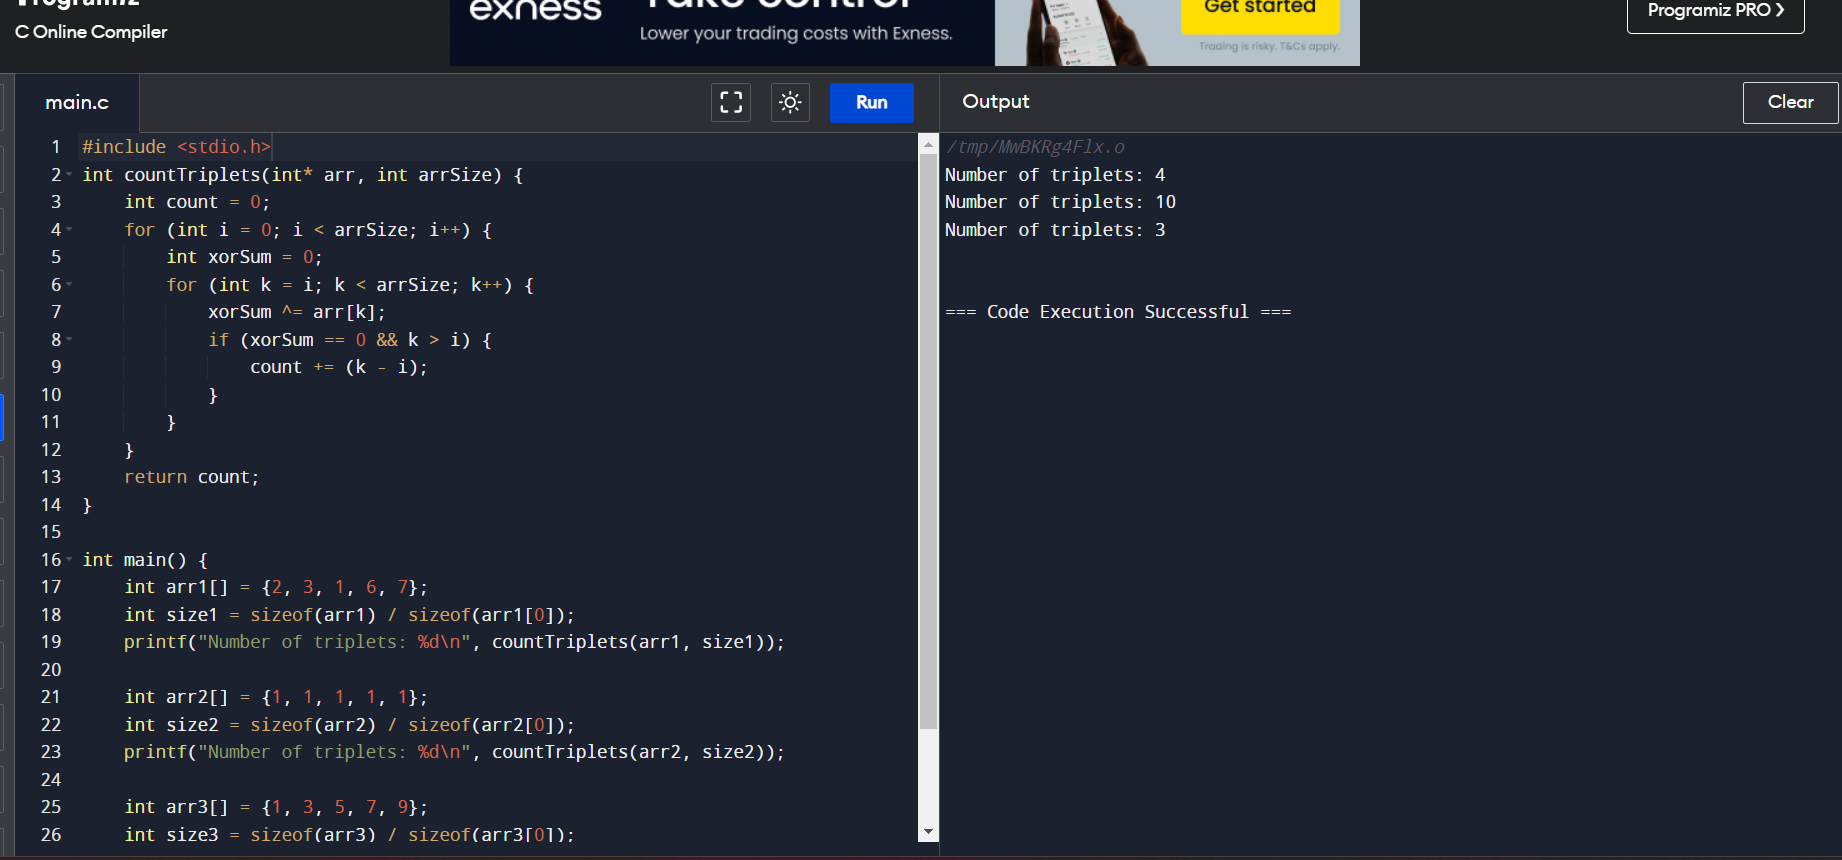 C Online Compiler
exness
Lower your trading costs with Exness.
Get started
Trading is risky. T&Cs apply.
Programiz PRO ❯
main.c
Run
Output
Clear
1 #include <stdio.h>
2 int countTriplets(int* arr, int arrSize) {
3     int count = 0;
4     for (int i = 0; i < arrSize; i++) {
5         int xorSum = 0;
6         for (int k = i; k < arrSize; k++) {
7             xorSum ^= arr[k];
8             if (xorSum == 0 && k > i) {
9                 count += (k - i);
10             }
11         }
12     }
13     return count;
14 }
15
16 int main() {
17     int arr1[] = {2, 3, 1, 6, 7};
18     int size1 = sizeof(arr1) / sizeof(arr1[0]);
19     printf("Number of triplets: %d\n", countTriplets(arr1, size1));
20
21     int arr2[] = {1, 1, 1, 1, 1};
22     int size2 = sizeof(arr2) / sizeof(arr2[0]);
23     printf("Number of triplets: %d\n", countTriplets(arr2, size2));
24
25     int arr3[] = {1, 3, 5, 7, 9};
26     int size3 = sizeof(arr3) / sizeof(arr3[0]);
/tmp/MwBKRg4Flx.o
Number of triplets: 4
Number of triplets: 10
Number of triplets: 3
=== Code Execution Successful ===